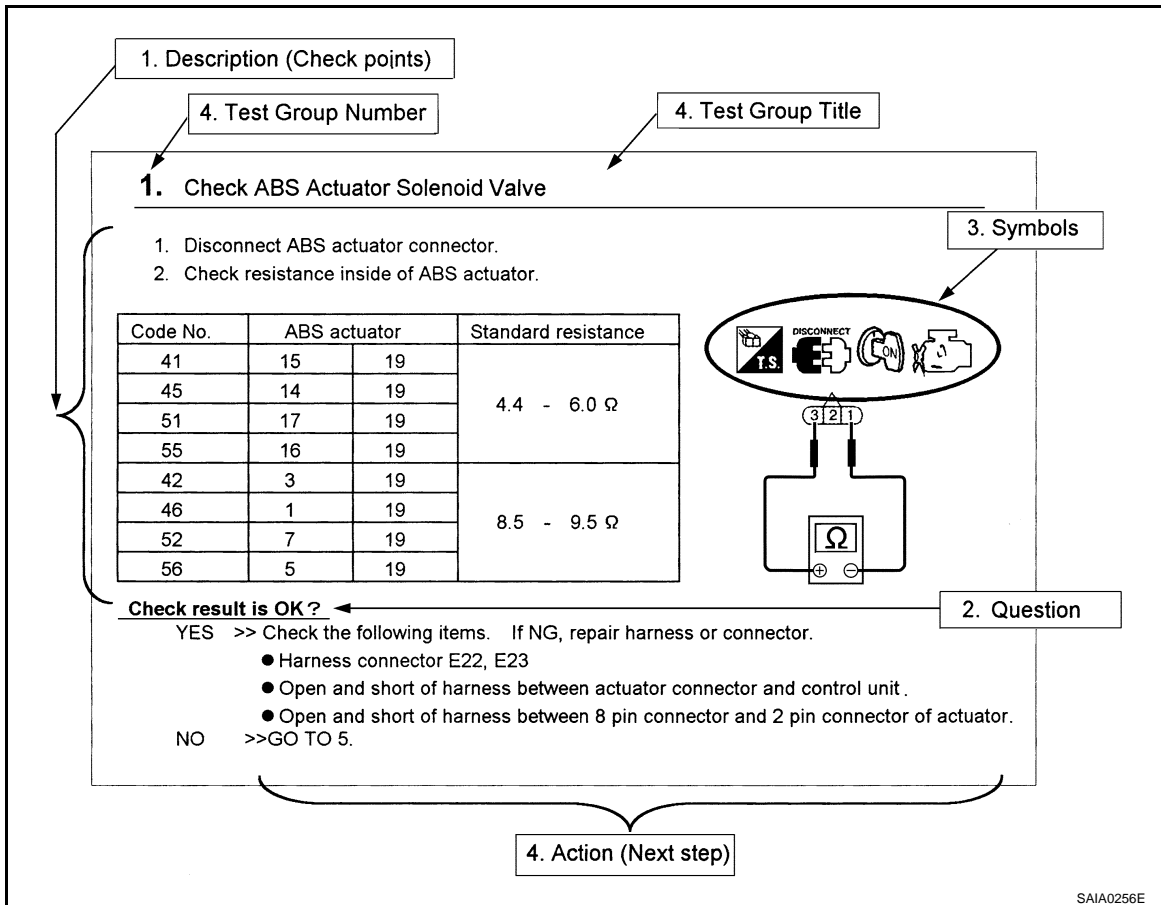 1. Description (Check points)
4. Test Group Number
4. Test Group Title
1. Check ABS Actuator Solenoid Valve
3. Symbols
1. Disconnect ABS actuator connector.
2. Check resistance inside of ABS actuator.
Code No. ABS actuator Standard resistance
41 15 19
45 14 19
4.4 - 6.0 Ω
51 17 19
55 16 19
42 3 19
46 1 19
8.5 - 9.5 Ω
52 7 19
56 5 19
T.S.
DISCONNECT
ON
3 2 1
Ω
+ −
Check result is OK?
2. Question
YES >> Check the following items. If NG, repair harness or connector.
● Harness connector E22, E23
● Open and short of harness between actuator connector and control unit.
● Open and short of harness between 8 pin connector and 2 pin connector of actuator.
NO >>GO TO 5.
4. Action (Next step)
SAIA0256E